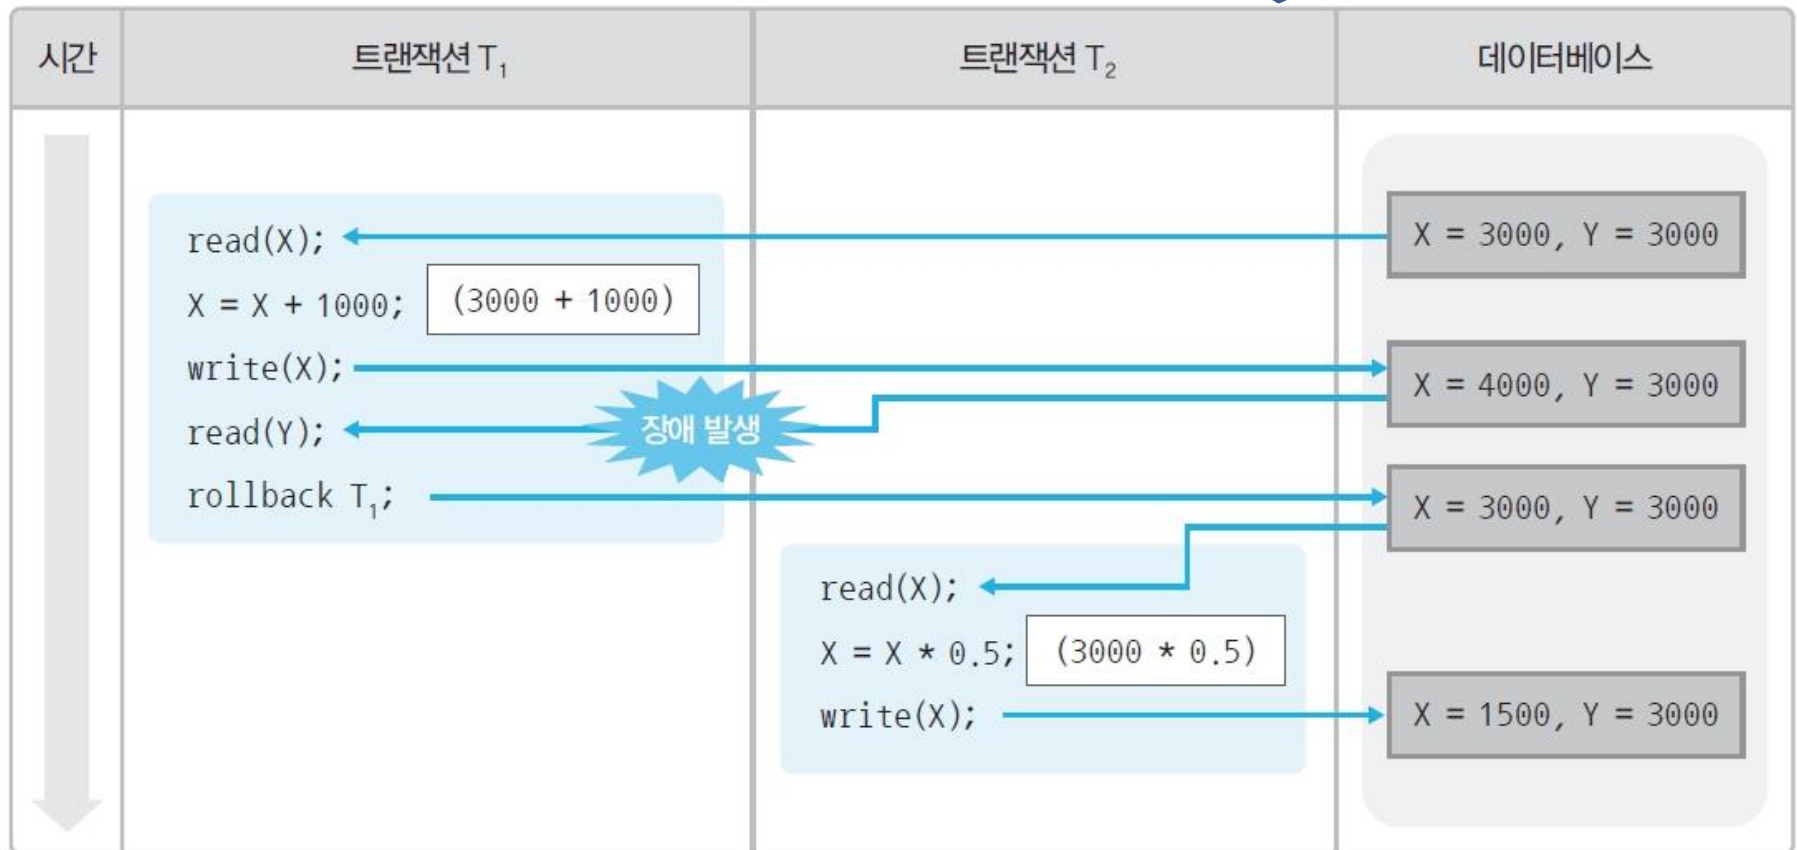 시간
트랜잭션 T₁
트랜잭션 T₂
데이터베이스
read(X);
X = 3000, Y = 3000
X = X + 1000;
(3000 + 1000)
write(X);
X = 4000, Y = 3000
장애 발생
read(Y);
rollback T₁;
X = 3000, Y = 3000
read(X);
X = X * 0.5;
(3000 * 0.5)
write(X);
X = 1500, Y = 3000